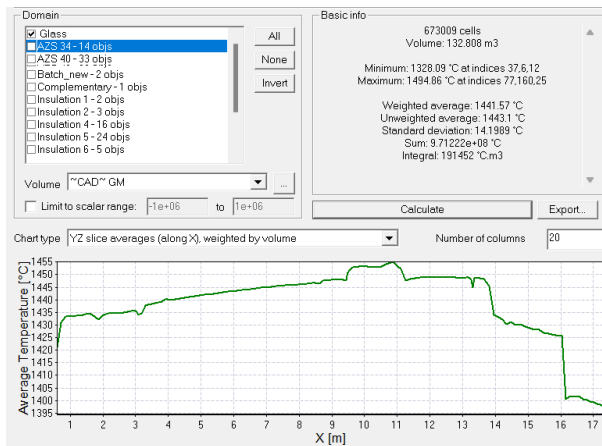 Domain
Glass
AZS 34 - 14 objs
AZS 40 - 33 objs
Batch_new - 2 objs
Complementary - 1 objs
Insulation 1 - 2 objs
Insulation 2 - 3 objs
Insulation 4 - 16 objs
Insulation 5 - 24 objs
Insulation 6 - 5 objs
All
None
Invert
Volume ~CAD~ GM ...
Limit to scalar range: -1e+06 to 1e+06
Basic info
673009 cells
Volume: 132.808 m3
Minimum: 1328.09 °C at indices 37,6,12
Maximum: 1494.86 °C at indices 77,160,25
Weighted average: 1441.57 °C
Unweighted average: 1443.1 °C
Standard deviation: 14.1989 °C
Sum: 9.71222e+08 °C
Integral: 191452 °C.m3
Calculate Export...
Chart type YZ slice averages (along X), weighted by volume Number of columns 20
Average Temperature [°C]
1455
1450
1445
1440
1435
1430
1425
1420
1415
1410
1405
1400
1395
1 2 3 4 5 6 7 8 9 10 11 12 13 14 15 16 17
X [m]